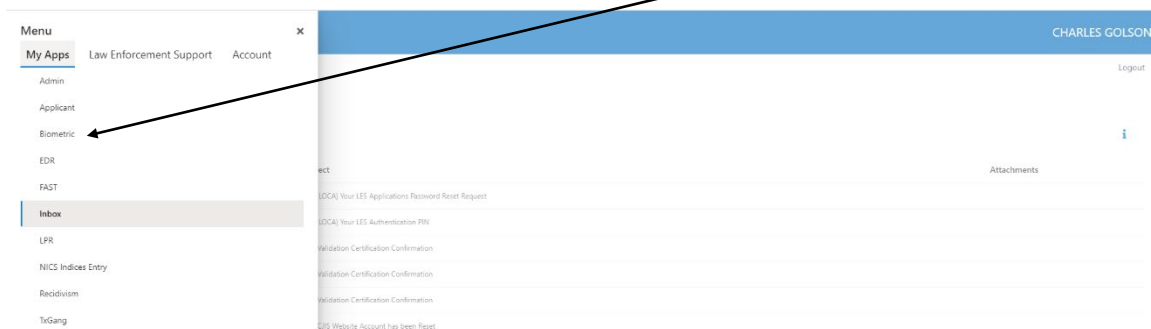 Menu ×
CHARLES GOLSON
My Apps Law Enforcement Support Account
Logout
Admin
Applicant
Biometric
i
EDR
ect Attachments
FAST
LOCA) Your LES Applications Password Reset Request
Inbox
LOCA) Your LES Authentication PIN
LPR
Validation Certification Confirmation
NICS Indices Entry
Validation Certification Confirmation
Recidivism
Validation Certification Confirmation
TxGang
CJIS Website Account has been Reset